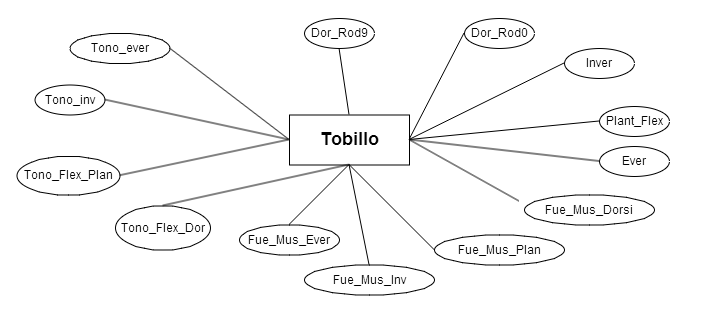 Dor_Rod9
Dor_Rod0
Tono_ever
Inver
Tono_inv
Plant_Flex
Tobillo
Ever
Tono_Flex_Plan
Fue_Mus_Dorsi
Tono_Flex_Dor
Fue_Mus_Ever
Fue_Mus_Plan
Fue_Mus_Inv